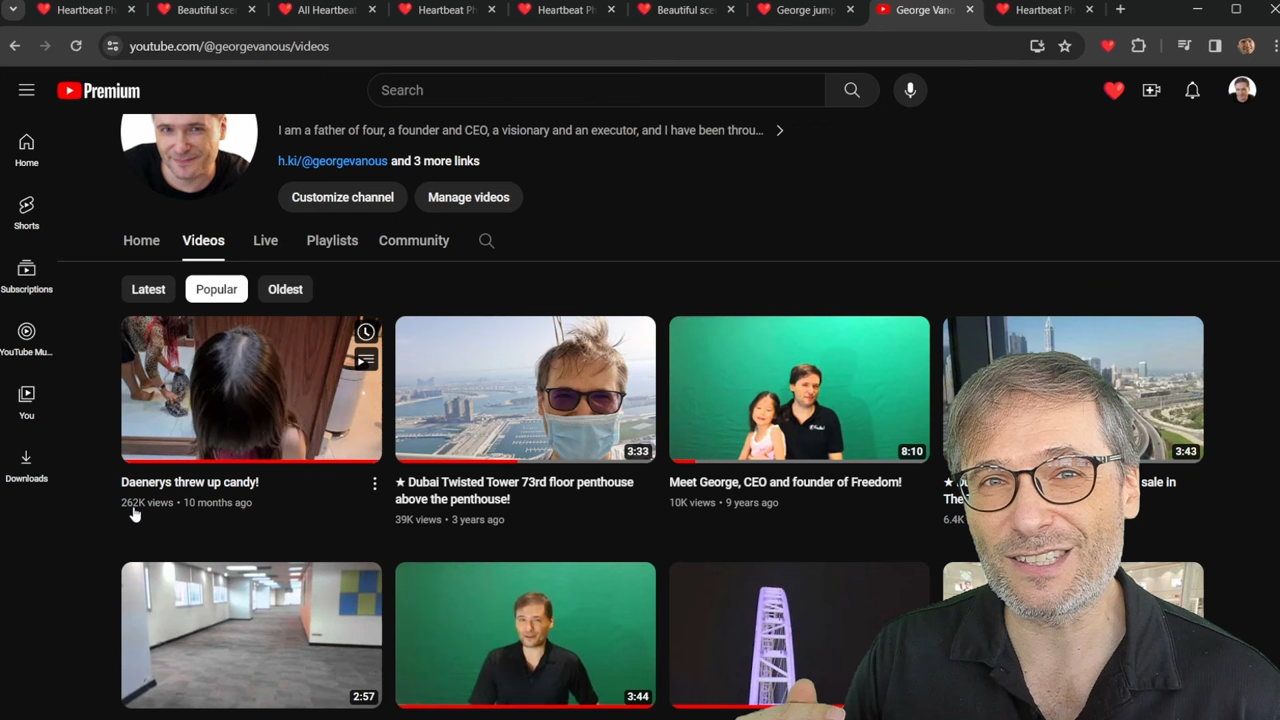 Heartbeat Ph
Beautiful sce
All Heartbeat
Heartbeat Ph
Heartbeat Ph
Beautiful sce
George jump
George Vano
Heartbeat Ph
youtube.com/@georgevanous/videos
Premium
Search
I am a father of four, a founder and CEO, a visionary and an executor, and I have been throu...
h.ki/@georgevanous and 3 more links
Customize channel
Manage videos
Home
Shorts
Subscriptions
YouTube Mu...
You
Downloads
Home
Videos
Live
Playlists
Community
Latest
Popular
Oldest
3:33
8:10
3:43
Daenerys threw up candy!
262K views • 10 months ago
★ Dubai Twisted Tower 73rd floor penthouse
above the penthouse!
39K views • 3 years ago
Meet George, CEO and founder of Freedom!
10K views • 9 years ago
sale in
The
6.4K
2:57
3:44